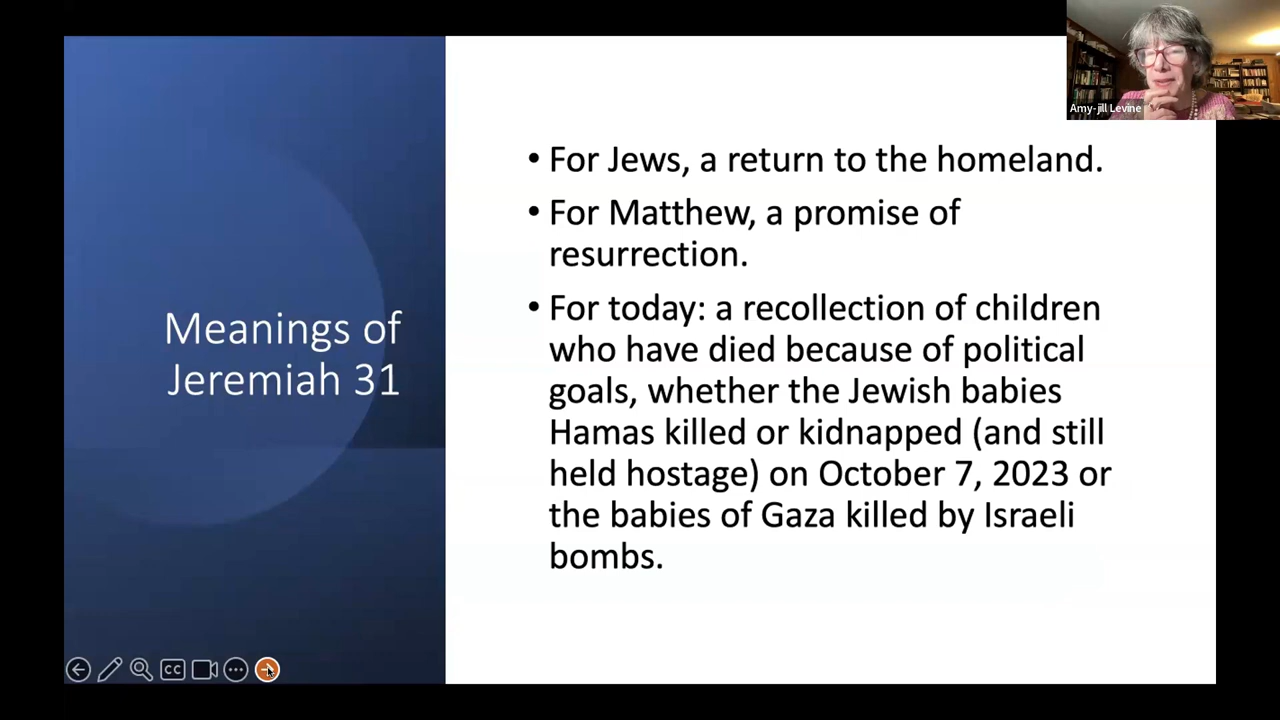 Amy-jill Levine
Meanings of
Jeremiah 31
• For Jews, a return to the homeland.
• For Matthew, a promise of
resurrection.
• For today: a recollection of children
who have died because of political
goals, whether the Jewish babies
Hamas killed or kidnapped (and still
held hostage) on October 7, 2023 or
the babies of Gaza killed by Israeli
bombs.
CC